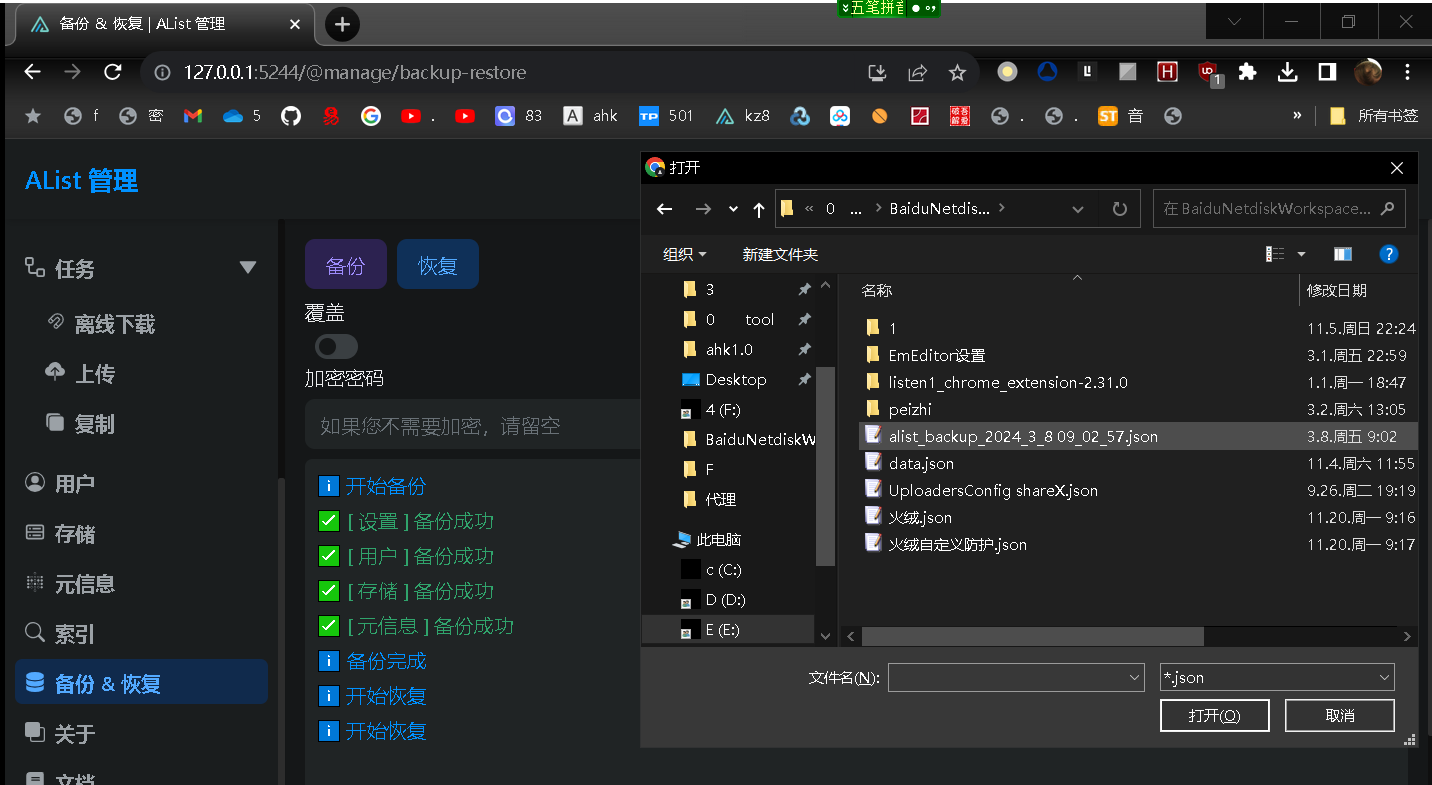 五笔拼音
备份 & 恢复 | AList 管理
127.0.0.1:5244/@manage/backup-restore
1
f
密
5
83
ahk
TP 501
kz8
.
ST 音
»
所有书签
AList 管理
任务
离线下载
上传
复制
用户
存储
元信息
索引
备份 & 恢复
关于
文档
备份
恢复
覆盖
加密密码
如果您不需要加密，请留空
开始备份
[ 设置 ] 备份成功
[ 用户 ] 备份成功
[ 存储 ] 备份成功
[ 元信息 ] 备份成功
备份完成
开始恢复
开始恢复
打开
« 0 ... > BaiduNetdis... >
在 BaiduNetdiskWorkspace...
组织
新建文件夹
3
0 tool
ahk1.0
Desktop
4 (F:)
BaiduNetdiskW
F
代理
此电脑
c (C:)
D (D:)
E (E:)
名称 修改日期
1 11.5.周日 22:24
EmEditor设置 3.1.周五 22:59
listen1_chrome_extension-2.31.0 1.1.周一 18:47
peizhi 3.2.周六 13:05
alist_backup_2024_3_8 09_02_57.json 3.8.周五 9:02
data.json 11.4.周六 11:55
UploadersConfig shareX.json 9.26.周二 19:19
火绒.json 11.20.周一 9:16
火绒自定义防护.json 11.20.周一 9:17
文件名(N):
*.json
打开(O)
取消